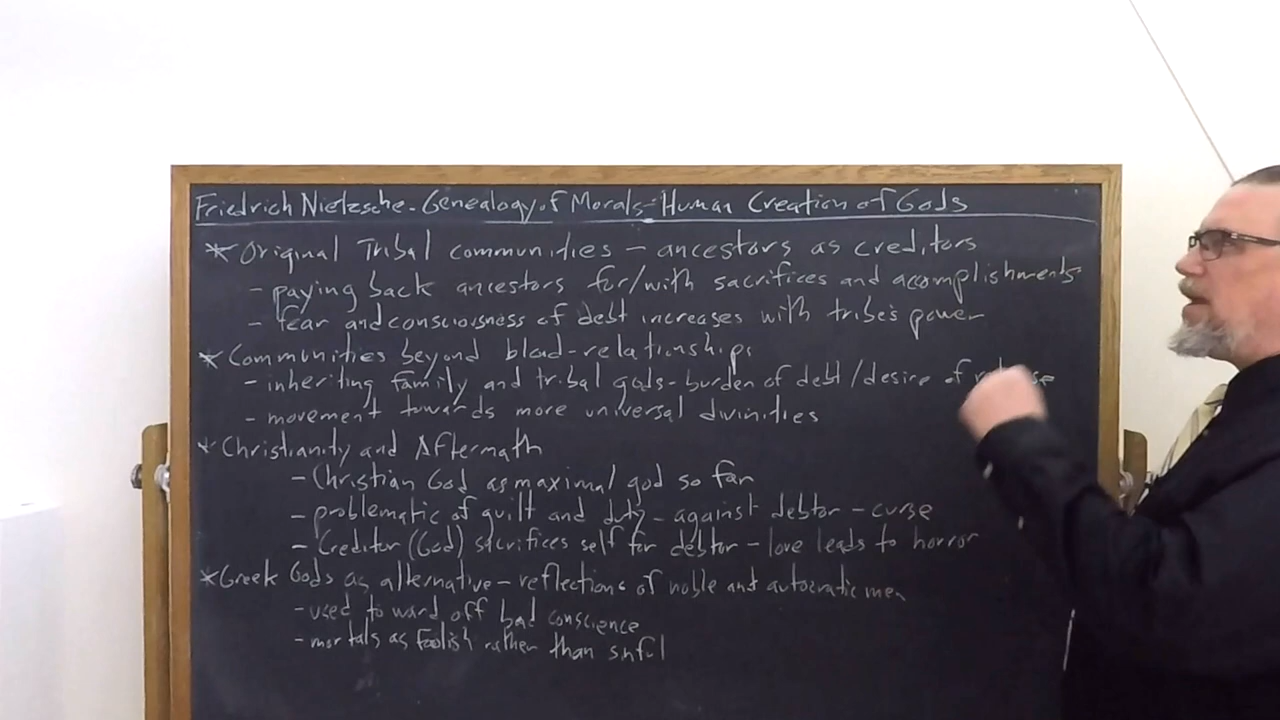 Friedrich Nietzsche - Genealogy of Morals - Human Creation of Gods
* Original Tribal communities - ancestors as creditors
- paying back ancestors for/with sacrifices and accomplishments
- fear and consciousness of debt increases with tribe's power
* Communities beyond blood-relationships
- inheriting family and tribal gods - burden of debt/desire of
- movement towards more universal divinities
* Christianity and Aftermath
- Christian God as maximal god so far
- problematic of guilt and duty - against debtor - curse
- Creditor (God) sacrifices self for debtor - love leads to horror
* Greek Gods as alternative - reflections of noble and autocratic men
- used to ward off bad conscience
- mortals as foolish rather than sinful